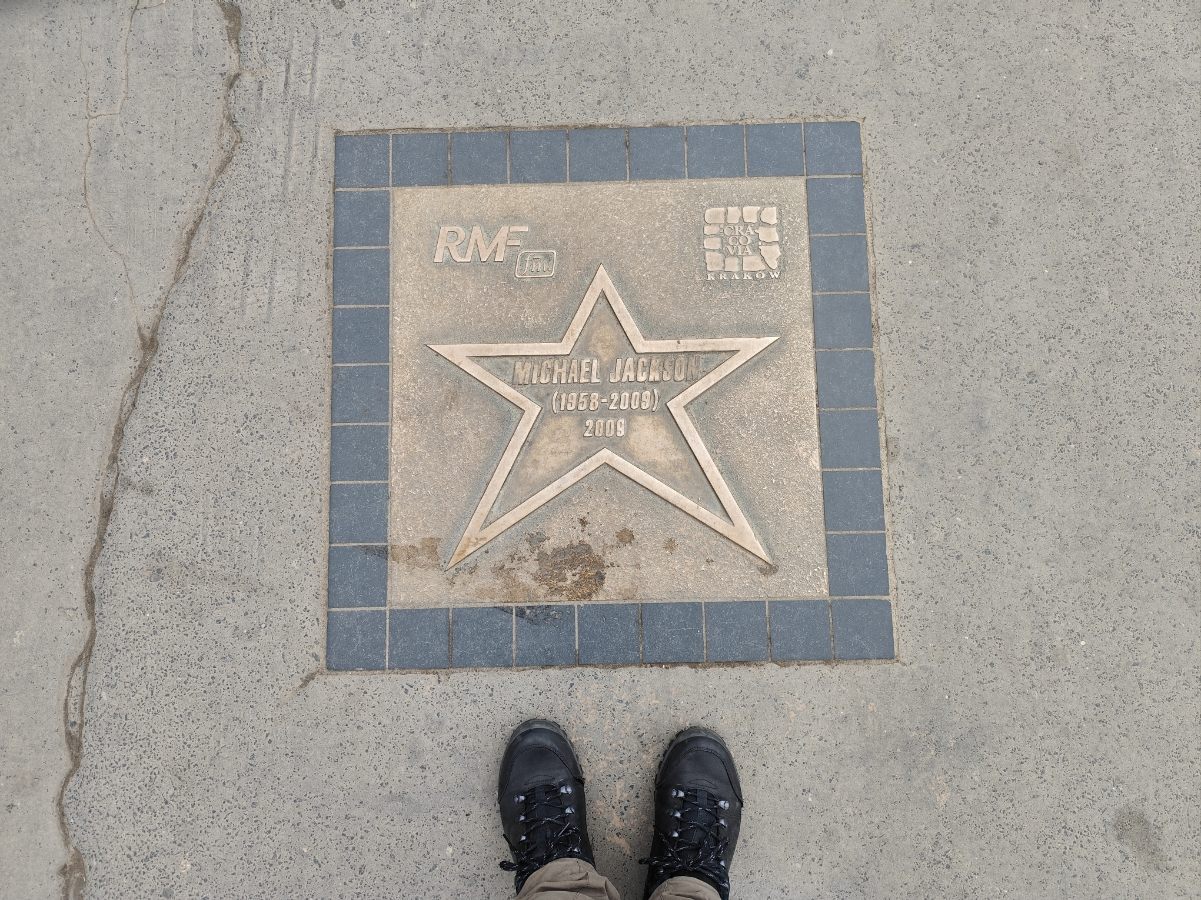 RMF fm
CRA
CO
VIA
KRAKÓW
MICHAEL JACKSON
(1958-2009)
2009